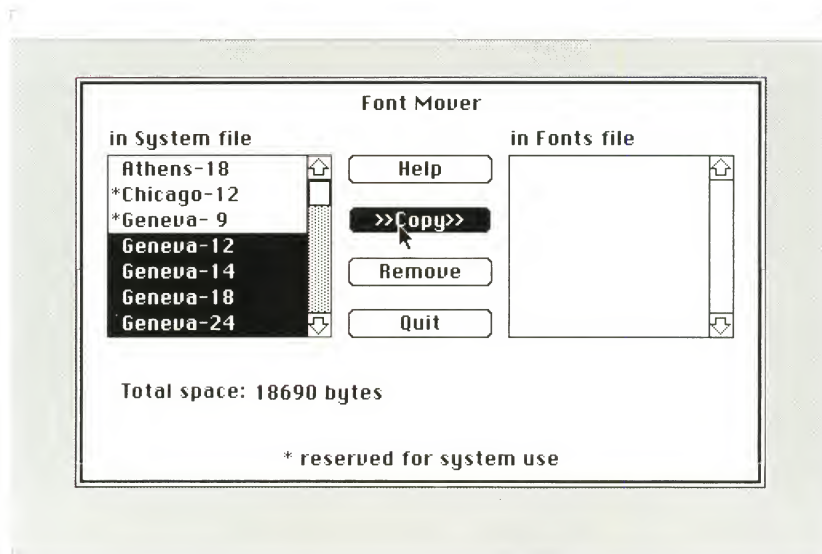 Font Mover
in System file
in Fonts file
Athens-18
*Chicago-12
*Geneva- 9
Geneva-12
Geneva-14
Geneva-18
Geneva-24
Help
>>Copy>>
Remove
Quit
Total space: 18690 bytes
* reserved for system use